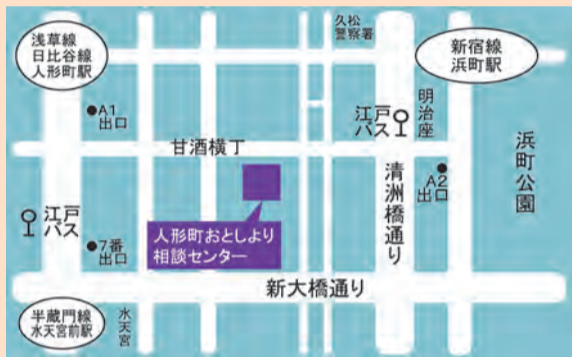 浅草線
日比谷線
人形町駅
久松
警察署
新宿線
浜町駅
●A1
出口
江戸
バス
明治座
甘酒横丁
●
A2
出口
浜町公園
清洲橋通り
江戸
バス
●7番
出口
人形町おとしより
相談センター
新大橋通り
半蔵門線
水天宮前駅
水天宮